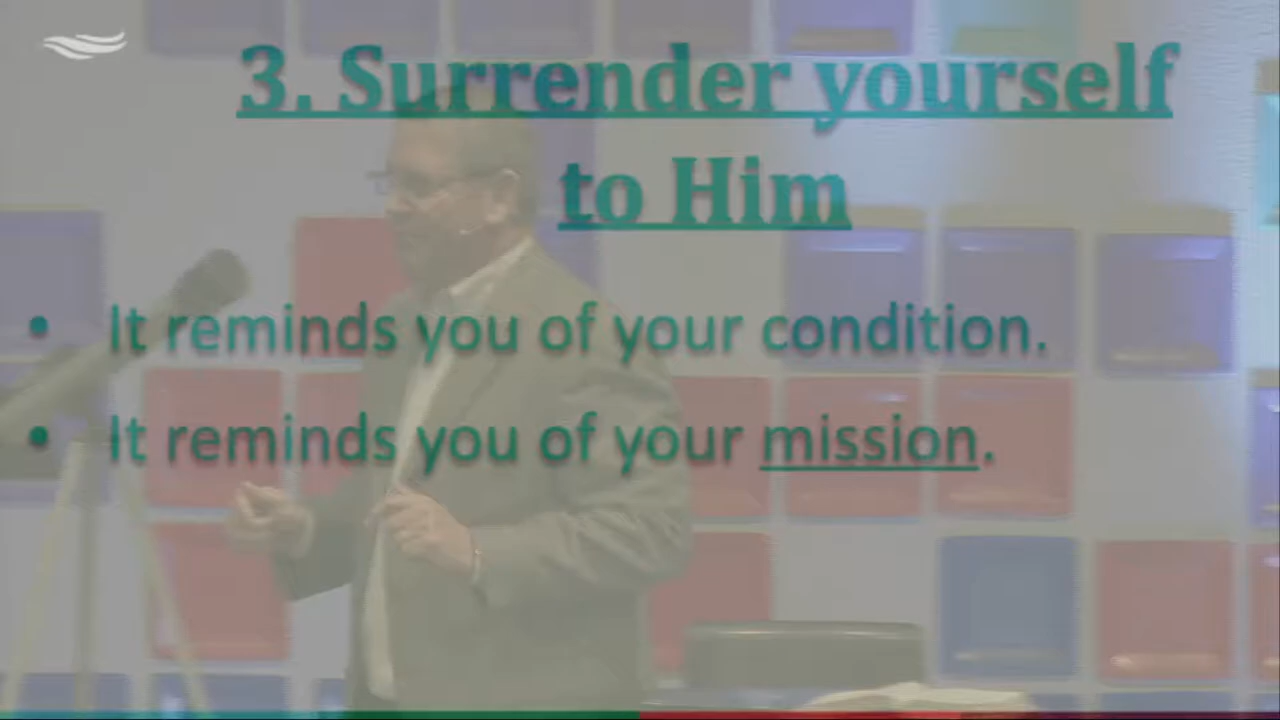 3. Surrender yourself
to Him
• It reminds you of your condition.
• It reminds you of your mission.